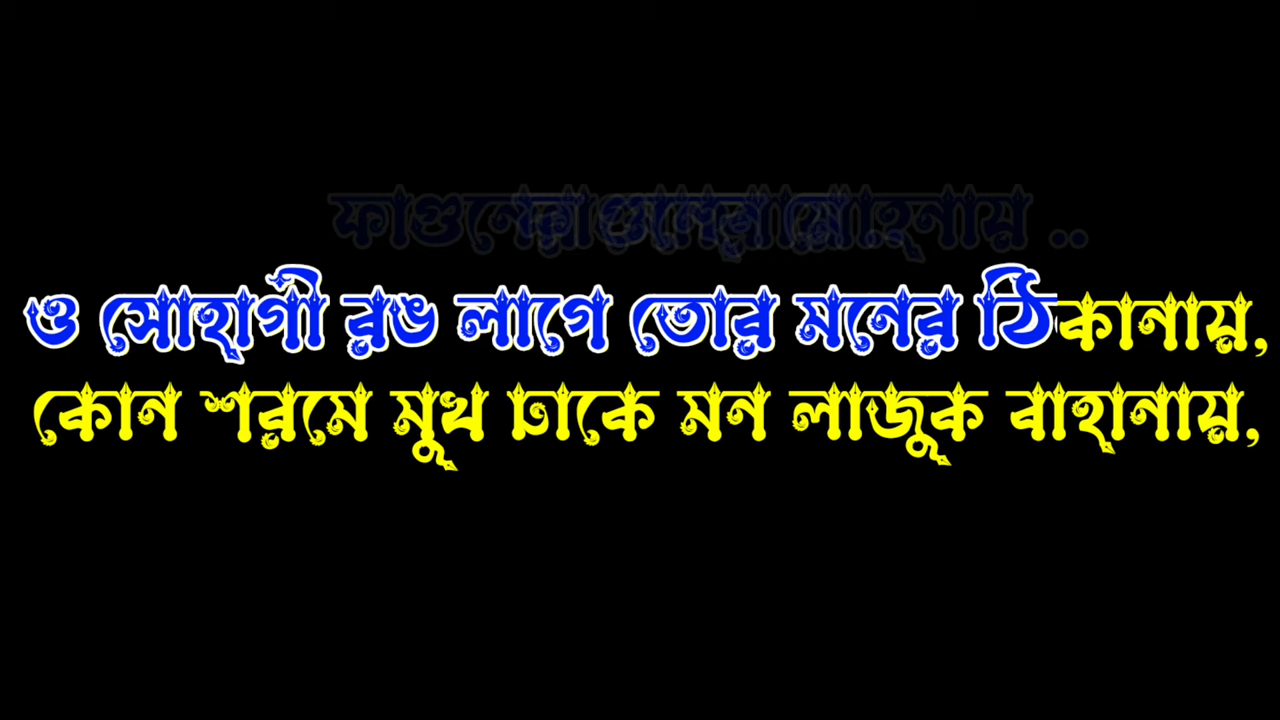 ও সোহাগী রঙ লাগে তোর মনের ঠিকানায়,
কোন শরমে মুখ ঢাকে মন লাজুক বাহানায়,